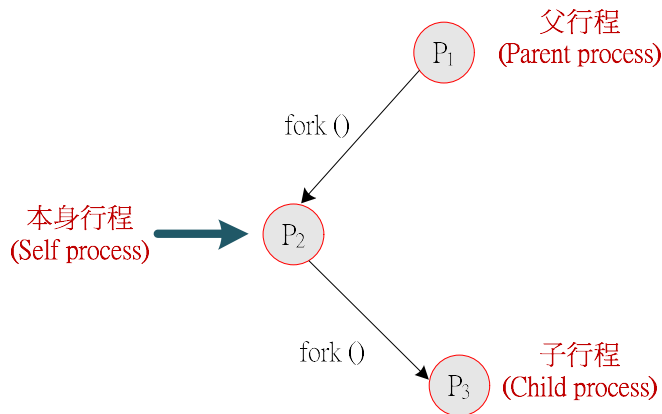 父行程
P₁
(Parent process)
fork ()
本身行程
(Self process)
P₂
fork ()
子行程
P₃
(Child process)